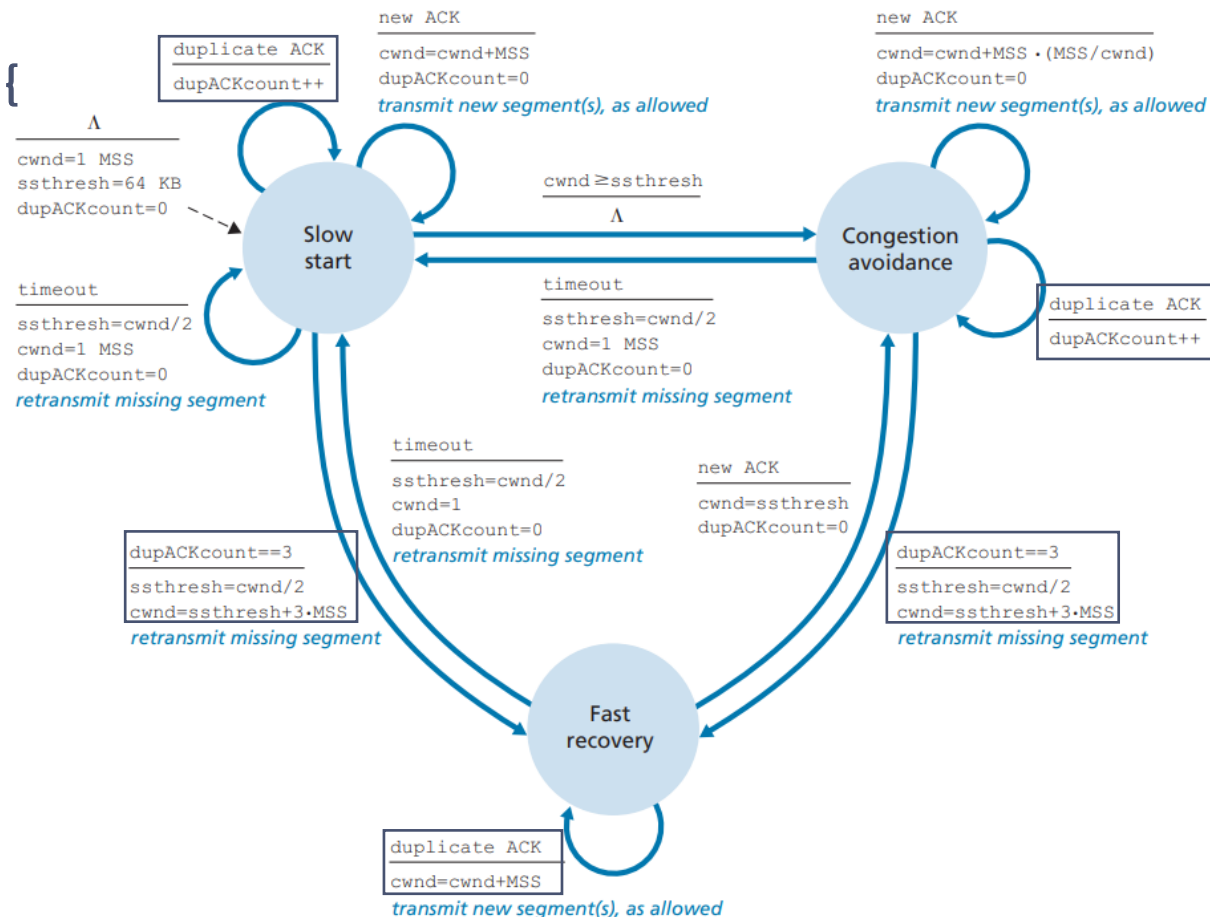 {
duplicate ACK
dupACKcount++
new ACK
cwnd=cwnd+MSS
dupACKcount=0
transmit new segment(s), as allowed
new ACK
cwnd=cwnd+MSS·(MSS/cwnd)
dupACKcount=0
transmit new segment(s), as allowed
Λ
cwnd=1 MSS
ssthresh=64 KB
dupACKcount=0
Slow
start
cwnd≥ssthresh
Λ
Congestion
avoidance
timeout
ssthresh=cwnd/2
cwnd=1 MSS
dupACKcount=0
retransmit missing segment
timeout
ssthresh=cwnd/2
cwnd=1 MSS
dupACKcount=0
retransmit missing segment
duplicate ACK
dupACKcount++
timeout
ssthresh=cwnd/2
cwnd=1
dupACKcount=0
retransmit missing segment
new ACK
cwnd=ssthresh
dupACKcount=0
dupACKcount==3
ssthresh=cwnd/2
cwnd=ssthresh+3·MSS
retransmit missing segment
dupACKcount==3
ssthresh=cwnd/2
cwnd=ssthresh+3·MSS
retransmit missing segment
Fast
recovery
duplicate ACK
cwnd=cwnd+MSS
transmit new segment(s), as allowed